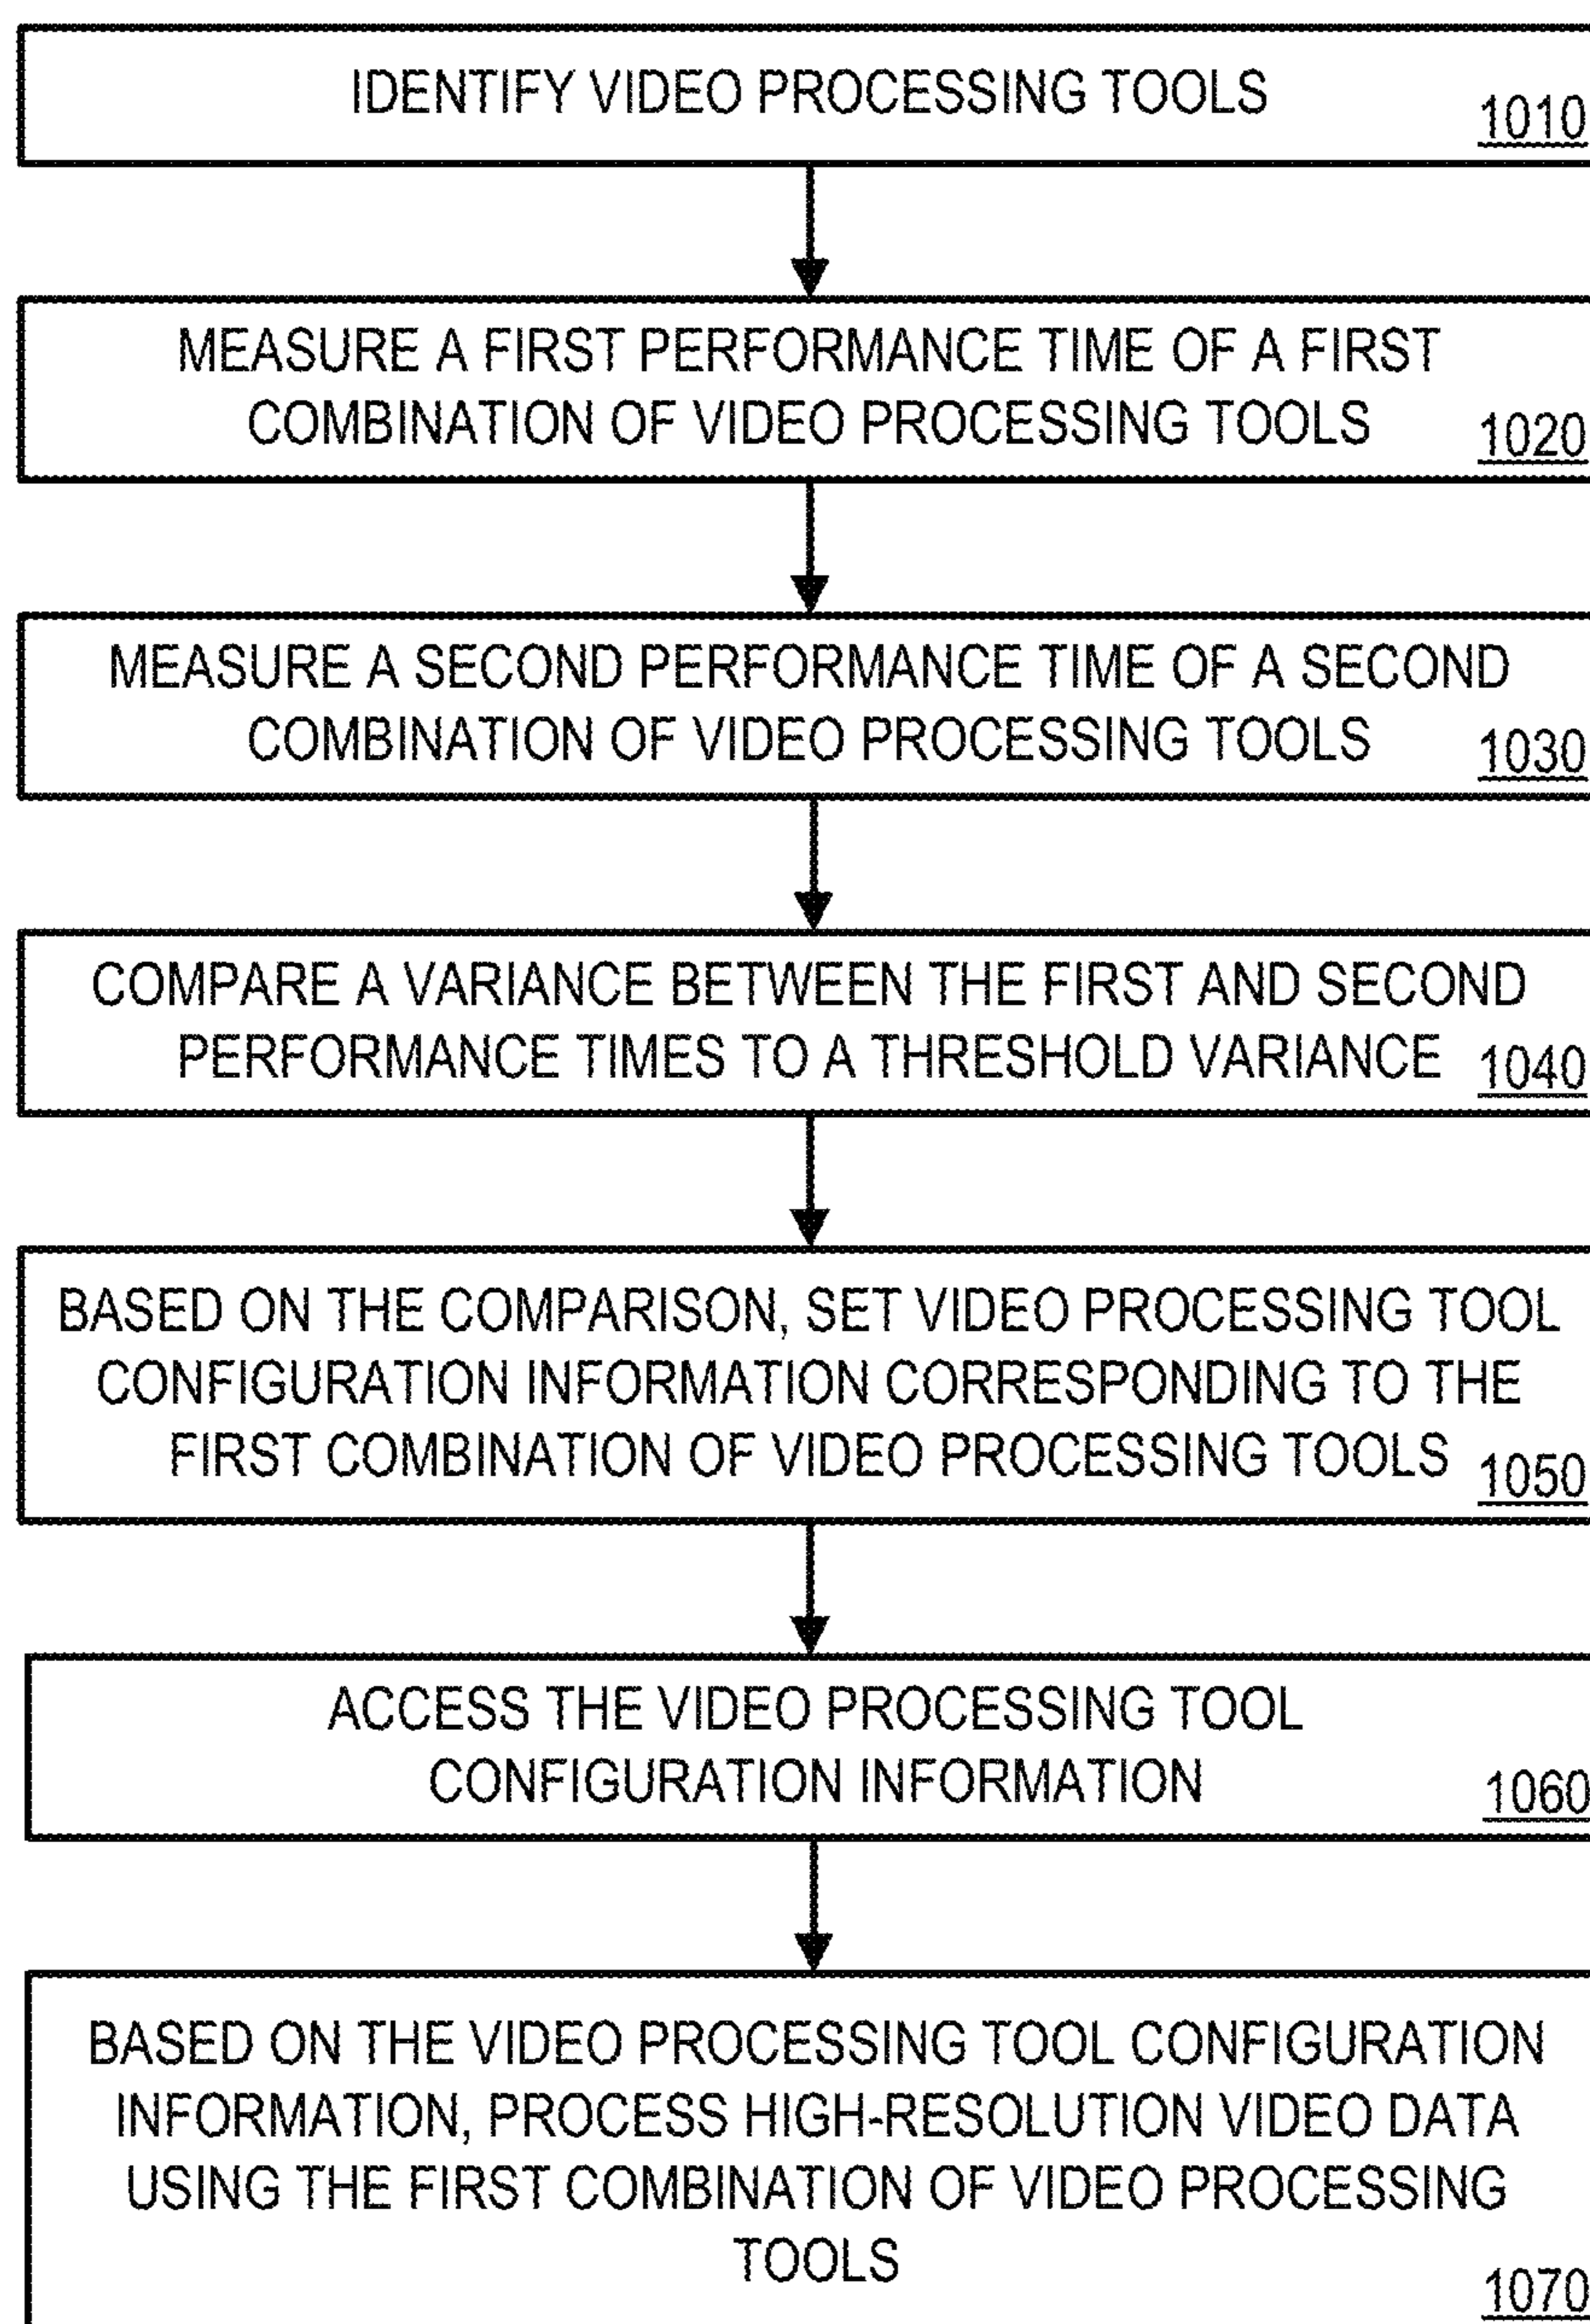 IDENTIFY VIDEO PROCESSING TOOLS
1010
MEASURE A FIRST PERFORMANCE TIME OF A FIRST
COMBINATION OF VIDEO PROCESSING TOOLS
1020
MEASURE A SECOND PERFORMANCE TIME OF A SECOND
COMBINATION OF VIDEO PROCESSING TOOLS
1030
COMPARE A VARIANCE BETWEEN THE FIRST AND SECOND
PERFORMANCE TIMES TO A THRESHOLD VARIANCE
1040
BASED ON THE COMPARISON, SET VIDEO PROCESSING TOOL
CONFIGURATION INFORMATION CORRESPONDING TO THE
FIRST COMBINATION OF VIDEO PROCESSING TOOLS
1050
ACCESS THE VIDEO PROCESSING TOOL
CONFIGURATION INFORMATION
1060
BASED ON THE VIDEO PROCESSING TOOL CONFIGURATION
INFORMATION, PROCESS HIGH-RESOLUTION VIDEO DATA
USING THE FIRST COMBINATION OF VIDEO PROCESSING
TOOLS
1070